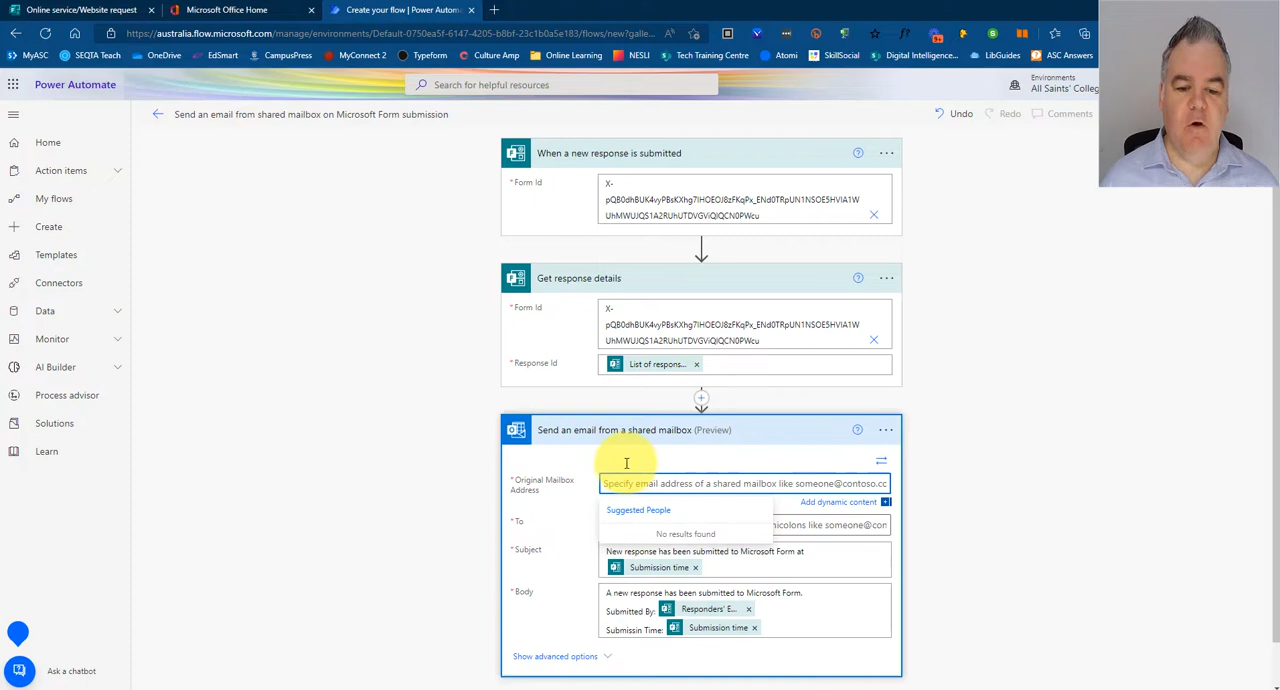 Online service/Website request
Microsoft Office Home
Create your flow | Power Automate
https://australia.flow.microsoft.com/manage/environments/Default-0750ea5f-6147-4205-b8bf-23c1b0a5e183/flows/new?galle...
MyASC
SEQTA Teach
OneDrive
EdSmart
CampusPress
MyConnect 2
Typeform
Culture Amp
Online Learning
NESLI
Tech Training Centre
Atomi
SkillSocial
Digital Intelligence...
LibGuides
ASC Answers
Power Automate
Search for helpful resources
Environments
All Saints' Colleg
Send an email from shared mailbox on Microsoft Form submission
Undo
Redo
Comments
Home
Action items
My flows
Create
Templates
Connectors
Data
Monitor
AI Builder
Process advisor
Solutions
Learn
Ask a chatbot
When a new response is submitted
* Form Id
X-
pQB0dhBUK4vyPBsKXhg7lHOEOJ8zFKqPx_ENd0TRpUN1NSOE5HVlA1W
UhMWUJQS1A2RUhUTDVGViQlQCN0PWcu
Get response details
* Form Id
X-
pQB0dhBUK4vyPBsKXhg7lHOEOJ8zFKqPx_ENd0TRpUN1NSOE5HVlA1W
UhMWUJQS1A2RUhUTDVGViQlQCN0PWcu
* Response Id
List of respons...
Send an email from a shared mailbox (Preview)
* Original Mailbox
Address
Specify email address of a shared mailbox like someone@contoso.cc
Add dynamic content
Suggested People
No results found
* To
nicolons like someone@con
* Subject
New response has been submitted to Microsoft Form at
Submission time
* Body
A new response has been submitted to Microsoft Form.
Submitted By: Responders' E...
Submissin Time: Submission time
Show advanced options